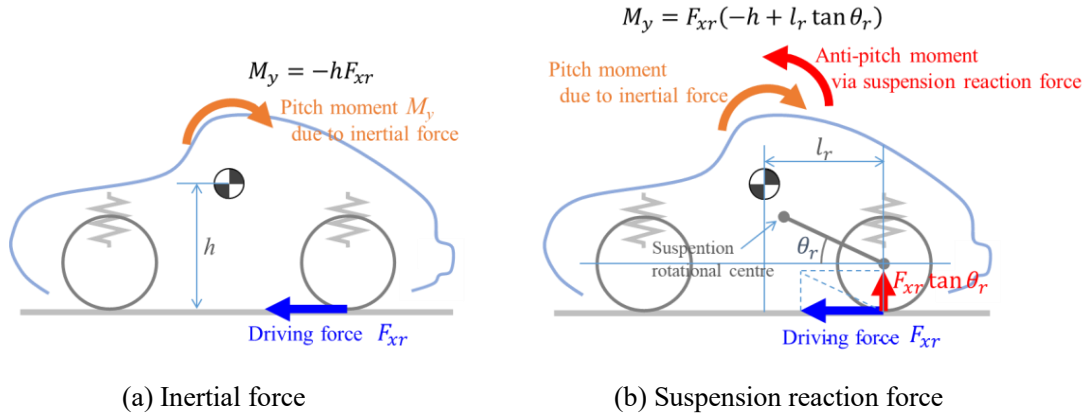 M_y = −hF_xr
Pitch moment M_y
due to inertial force
h
Driving force F_xr
(a) Inertial force
M_y = F_xr(−h + l_r tan θ_r)
Anti-pitch moment
via suspension reaction force
Pitch moment
due to inertial force
l_r
Suspention
rotational centre
θ_r
F_xr tan θ_r
Driving force F_xr
(b) Suspension reaction force